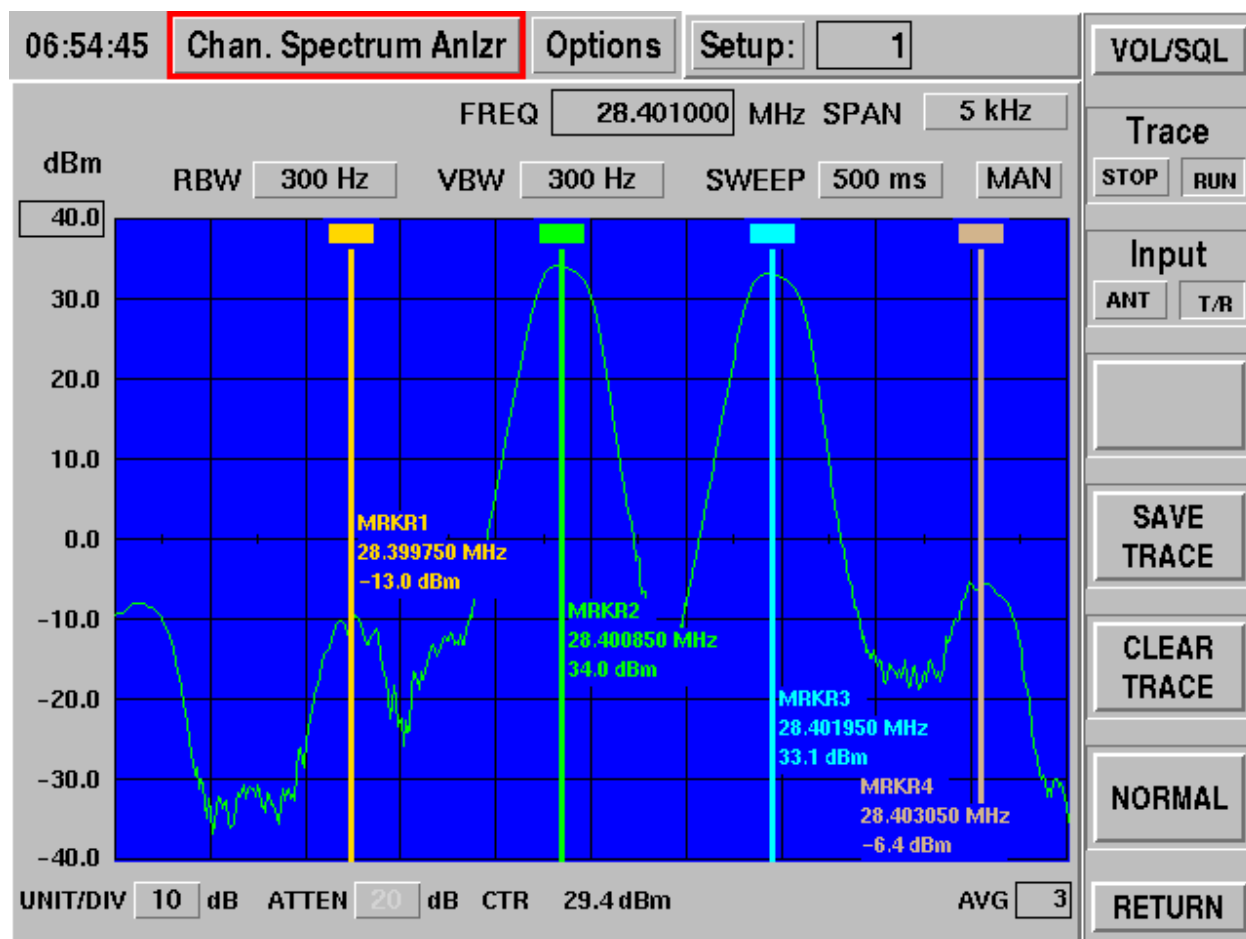 06:54:45 Chan. Spectrum Anlzr Options Setup: 1
FREQ 28.401000 MHz SPAN 5 kHz
dBm
RBW 300 Hz VBW 300 Hz SWEEP 500 ms MAN
40.0
30.0
20.0
10.0
0.0
-10.0
-20.0
-30.0
-40.0
MRKR1
28.399750 MHz
-13.0 dBm
MRKR2
28.400850 MHz
34.0 dBm
MRKR3
28.401950 MHz
33.1 dBm
MRKR4
28.403050 MHz
-6.4 dBm
UNIT/DIV 10 dB ATTEN 20 dB CTR 29.4 dBm AVG 3
VOL/SQL
Trace
STOP RUN
Input
ANT T/R
SAVE
TRACE
CLEAR
TRACE
NORMAL
RETURN